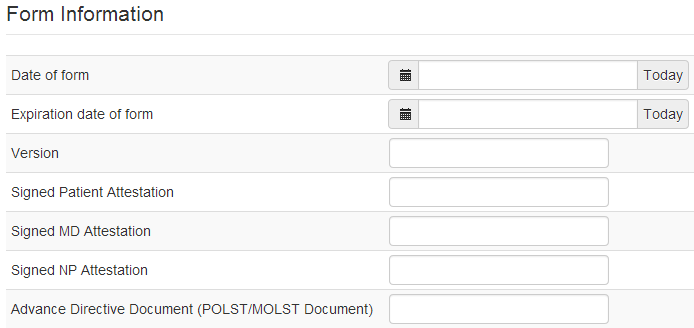 Form Information
Date of form Today
Expiration date of form Today
Version
Signed Patient Attestation
Signed MD Attestation
Signed NP Attestation
Advance Directive Document (POLST/MOLST Document)